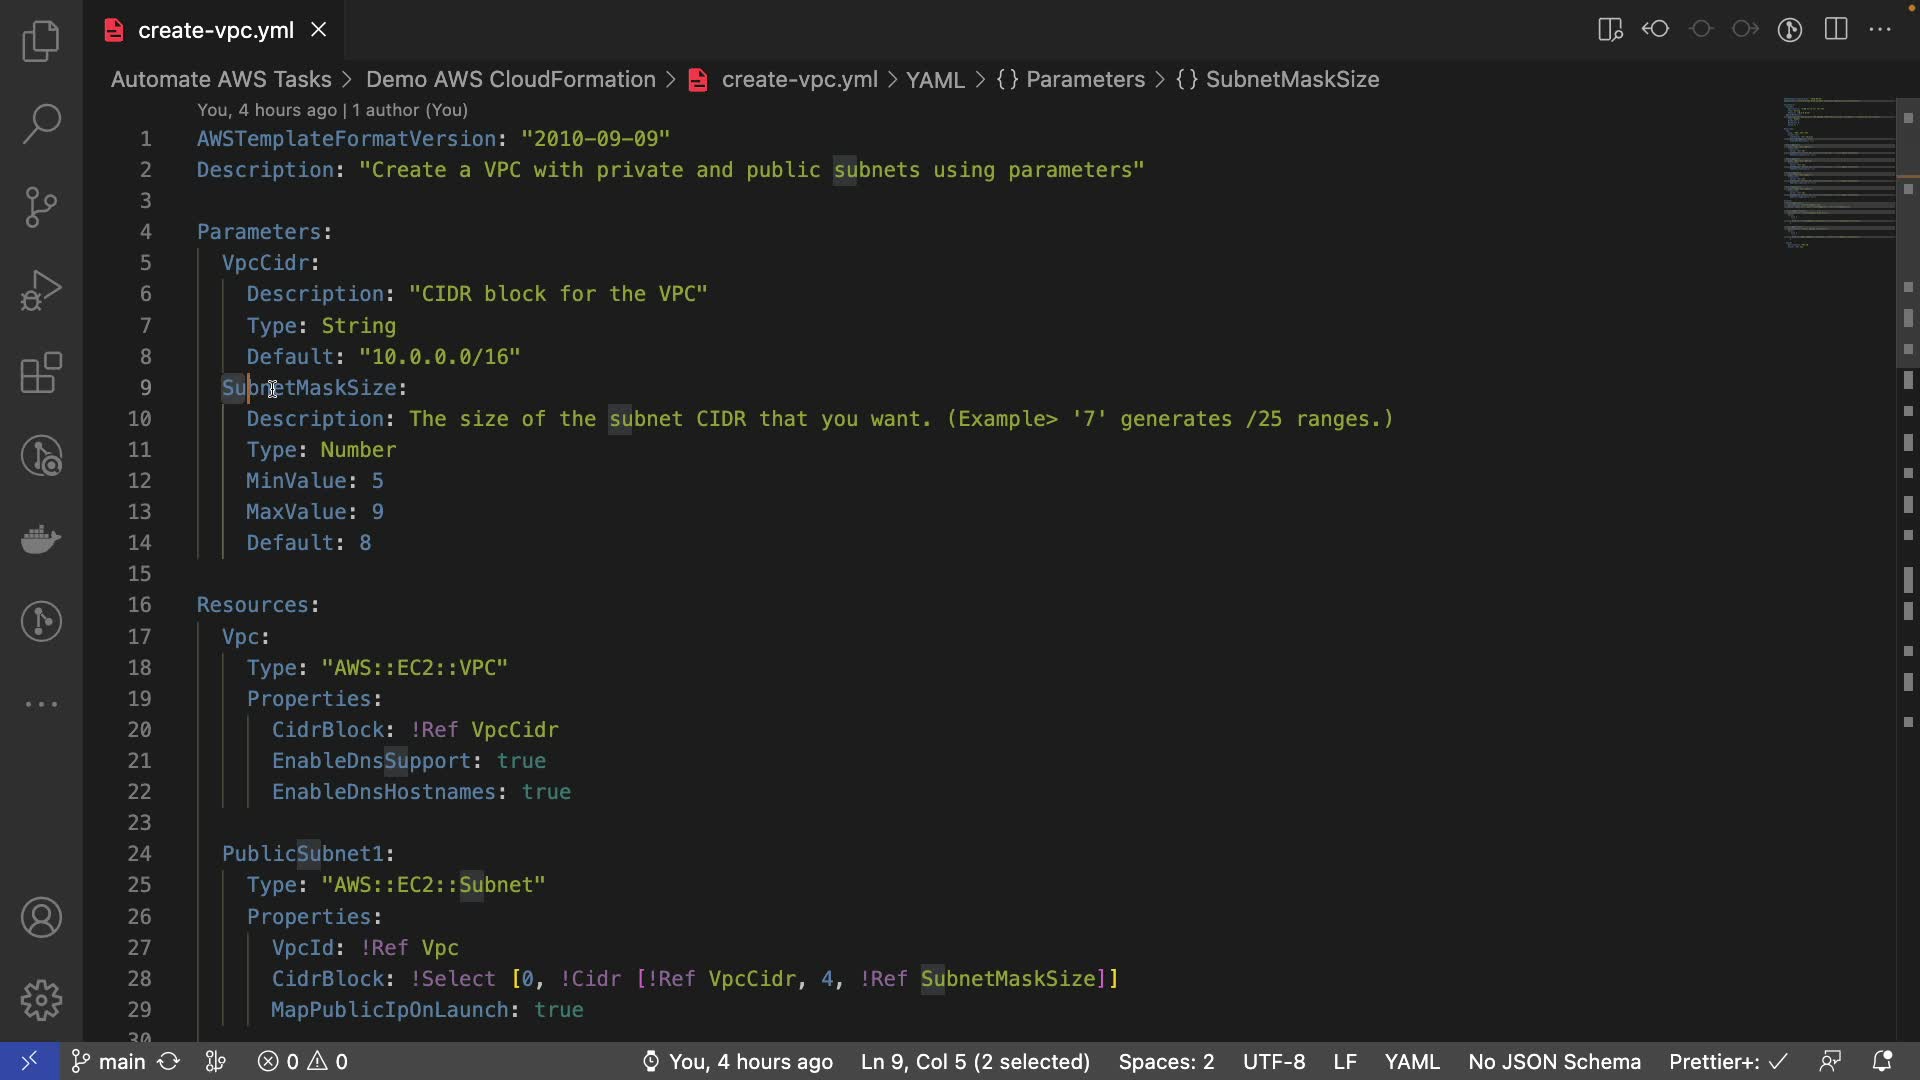 create-vpc.yml
Automate AWS Tasks > Demo AWS CloudFormation > create-vpc.yml > YAML > {} Parameters > {} SubnetMaskSize
You, 4 hours ago | 1 author (You)
1 AWSTemplateFormatVersion: "2010-09-09"
2 Description: "Create a VPC with private and public subnets using parameters"
3
4 Parameters:
5 VpcCidr:
6 Description: "CIDR block for the VPC"
7 Type: String
8 Default: "10.0.0.0/16"
9 SubnetMaskSize:
10 Description: The size of the subnet CIDR that you want. (Example> '7' generates /25 ranges.)
11 Type: Number
12 MinValue: 5
13 MaxValue: 9
14 Default: 8
15
16 Resources:
17 Vpc:
18 Type: "AWS::EC2::VPC"
19 Properties:
20 CidrBlock: !Ref VpcCidr
21 EnableDnsSupport: true
22 EnableDnsHostnames: true
23
24 PublicSubnet1:
25 Type: "AWS::EC2::Subnet"
26 Properties:
27 VpcId: !Ref Vpc
28 CidrBlock: !Select [0, !Cidr [!Ref VpcCidr, 4, !Ref SubnetMaskSize]]
29 MapPublicIpOnLaunch: true
30
main 0 0 You, 4 hours ago Ln 9, Col 5 (2 selected) Spaces: 2 UTF-8 LF YAML No JSON Schema Prettier+: ✓